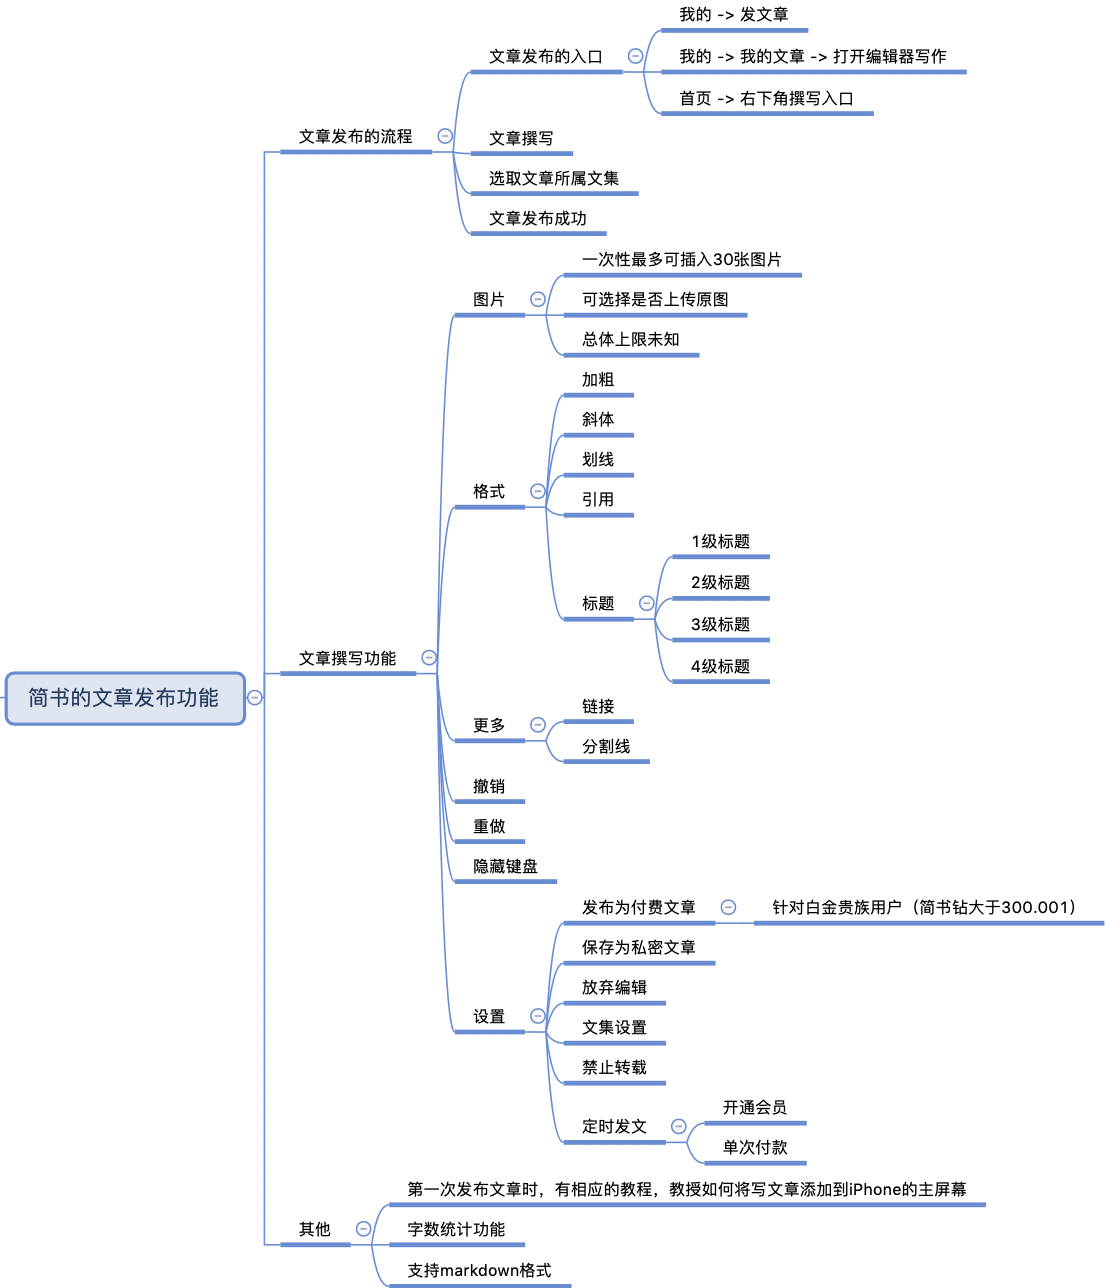 简书的文章发布功能
文章发布的流程
文章发布的入口
我的 -> 发文章
我的 -> 我的文章 -> 打开编辑器写作
首页 -> 右下角撰写入口
文章撰写
选取文章所属文集
文章发布成功
文章撰写功能
图片
一次性最多可插入30张图片
可选择是否上传原图
总体上限未知
格式
加粗
斜体
划线
引用
标题
1级标题
2级标题
3级标题
4级标题
更多
链接
分割线
撤销
重做
隐藏键盘
设置
发布为付费文章
针对白金贵族用户（简书钻大于300.001）
保存为私密文章
放弃编辑
文集设置
禁止转载
定时发文
开通会员
单次付款
其他
第一次发布文章时，有相应的教程，教授如何将写文章添加到iPhone的主屏幕
字数统计功能
支持markdown格式